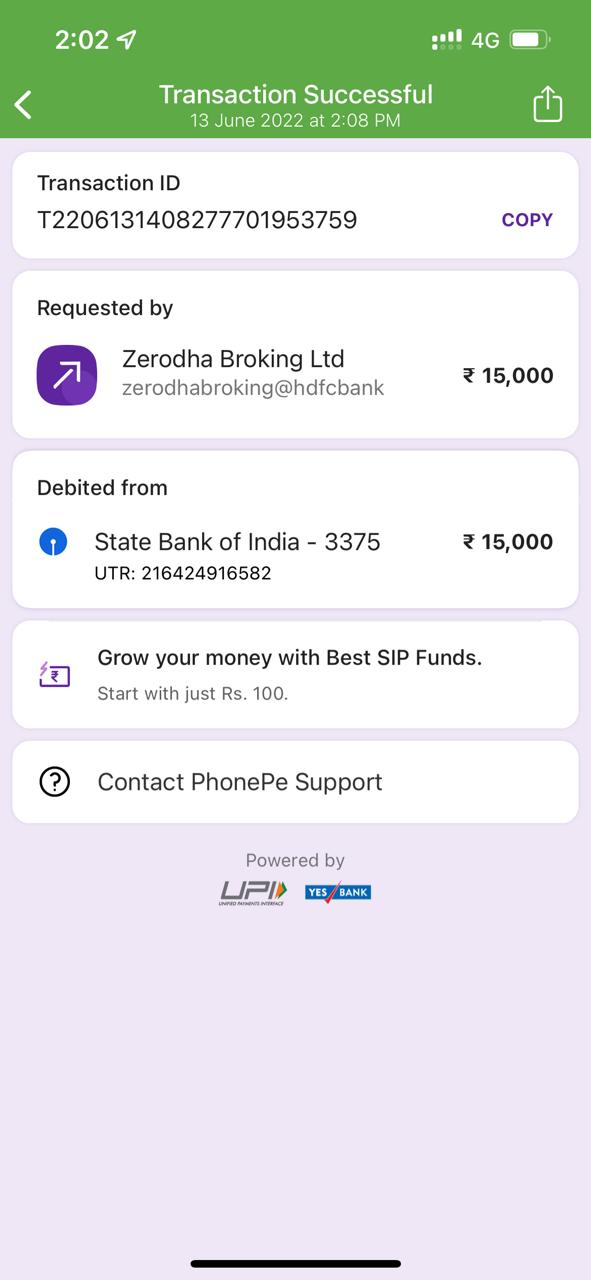 2:02
4G
Transaction Successful
13 June 2022 at 2:08 PM
Transaction ID
T2206131408277701953759
COPY
Requested by
Zerodha Broking Ltd
₹ 15,000
zerodhabroking@hdfcbank
Debited from
State Bank of India - 3375
₹ 15,000
UTR: 216424916582
Grow your money with Best SIP Funds.
Start with just Rs. 100.
Contact PhonePe Support
Powered by
UPI
UNIFIED PAYMENTS INTERFACE
YES BANK